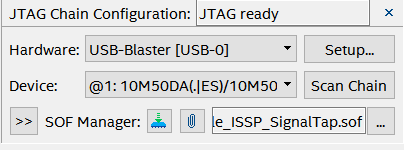 JTAG Chain Configuration: JTAG ready ×
Hardware: USB-Blaster [USB-0] Setup...
Device: @1: 10M50DA(.|ES)/10M50 Scan Chain
>> SOF Manager: le_ISSP_SignalTap.sof ...